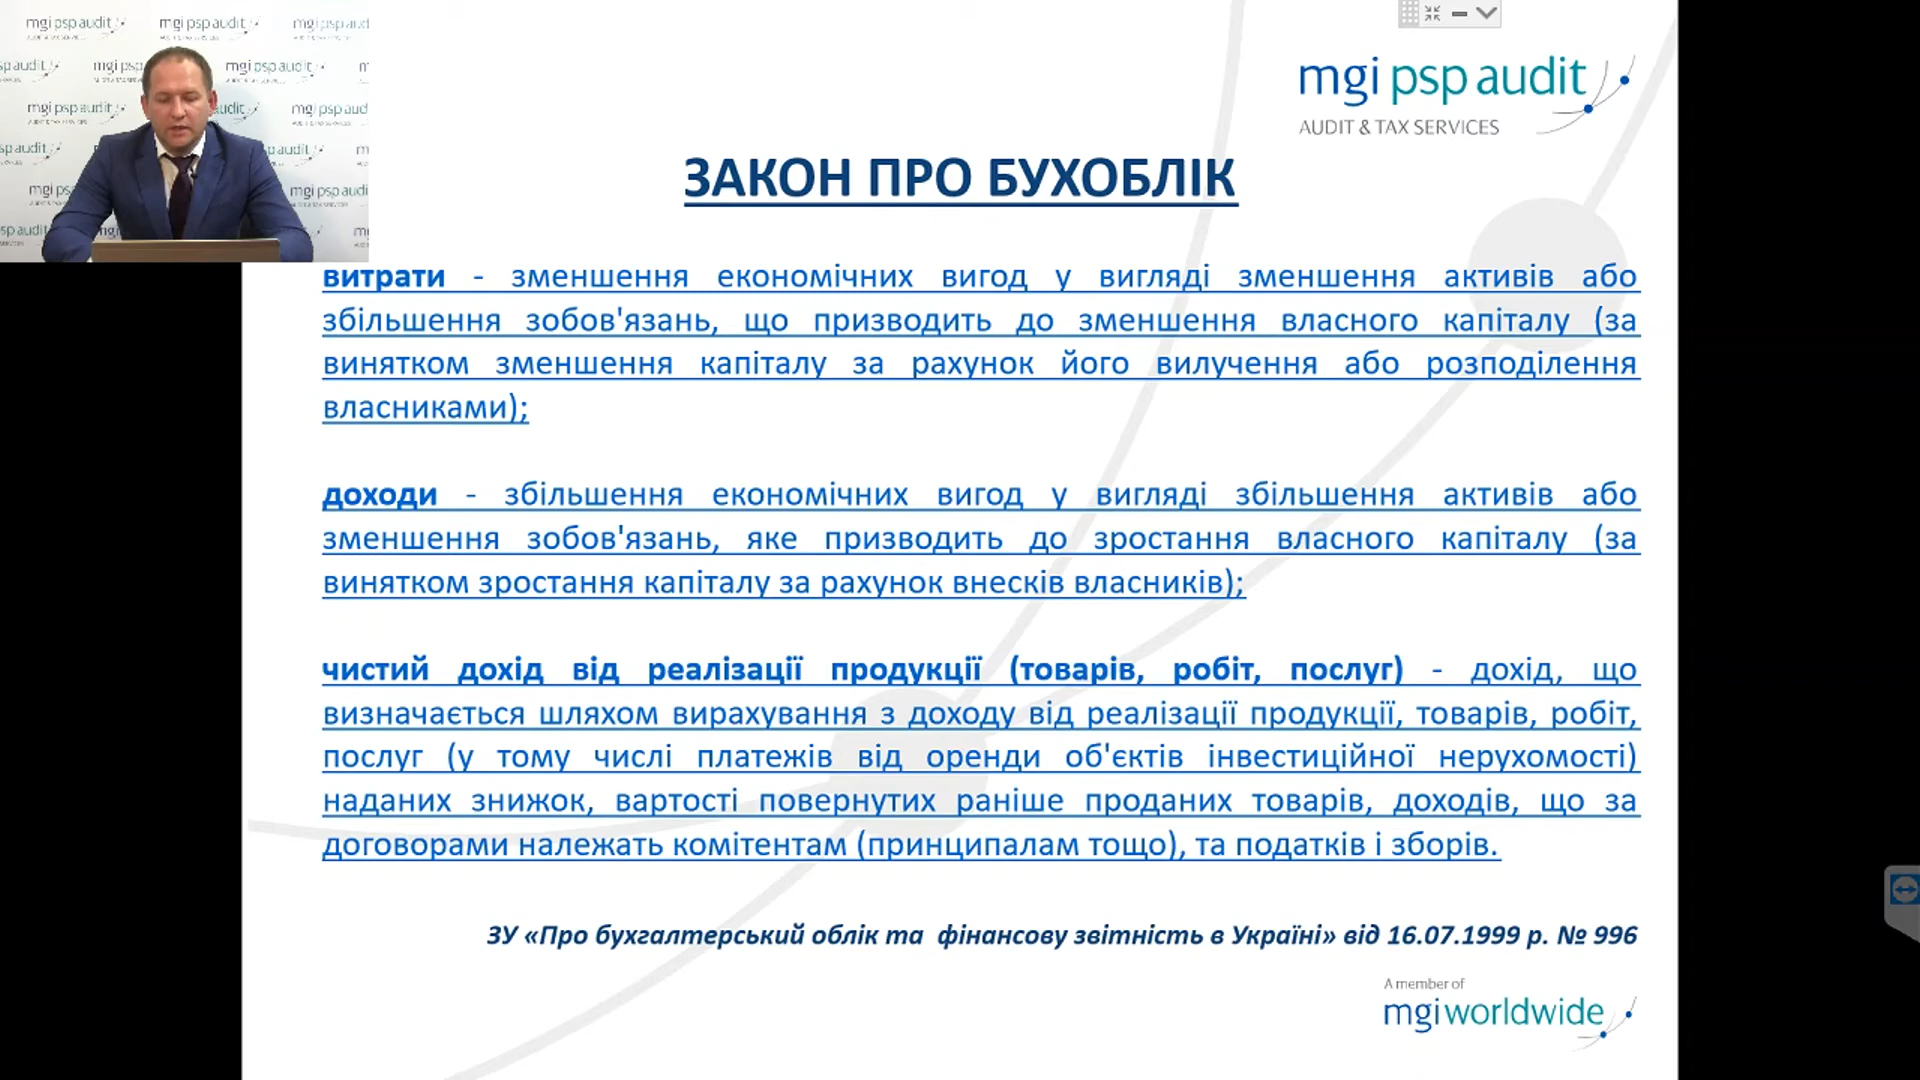 mgi psp audit
AUDIT & TAX SERVICES
ЗАКОН ПРО БУХОБЛІК
витрати - зменшення економічних вигод у вигляді зменшення активів або
збільшення зобов'язань, що призводить до зменшення власного капіталу (за
винятком зменшення капіталу за рахунок його вилучення або розподілення
власниками);
доходи - збільшення економічних вигод у вигляді збільшення активів або
зменшення зобов'язань, яке призводить до зростання власного капіталу (за
винятком зростання капіталу за рахунок внесків власників);
чистий дохід від реалізації продукції (товарів, робіт, послуг) - дохід, що
визначається шляхом вирахування з доходу від реалізації продукції, товарів, робіт,
послуг (у тому числі платежів від оренди об'єктів інвестиційної нерухомості)
наданих знижок, вартості повернутих раніше проданих товарів, доходів, що за
договорами належать комітентам (принципалам тощо), та податків і зборів.
ЗУ «Про бухгалтерський облік та фінансову звітність в Україні» від 16.07.1999 р. № 996
A member of
mgiworldwide